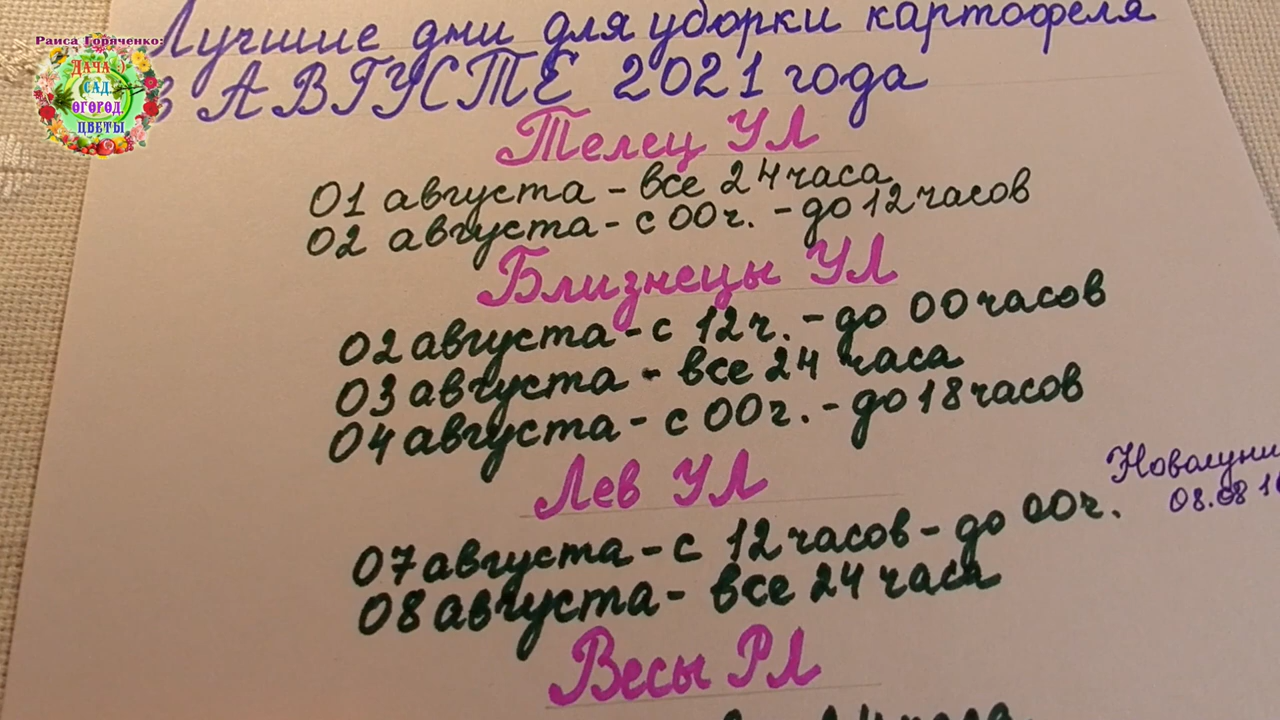 Раиса Горяченко:
ДАЧА
САД
ОГОРОД
ЦВЕТЫ
Лучшие дни для уборки картофеля
в АВГУСТЕ 2021 года
Телец УЛ
01 августа - все 24 часа
02 августа - с 00ч. - до 12 часов
Близнецы УЛ
02 августа - с 12ч. - до 00 часов
03 августа - все 24 часа
04 августа - с 00ч. - до 18 часов
Лев УЛ
Новолуни
08.08
07 августа - с 12 часов - до 00ч.
08 августа - все 24 часа
Весы РЛ